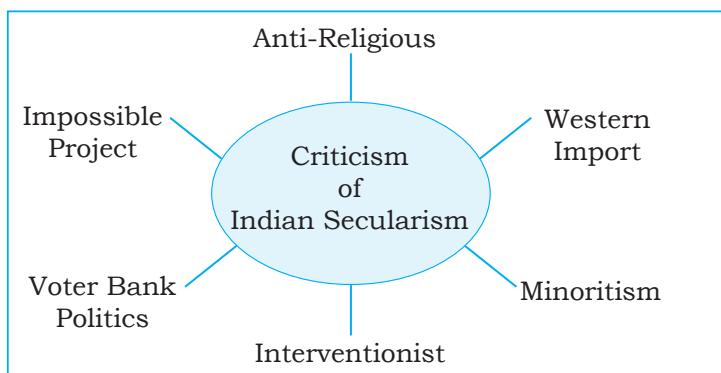 Anti-Religious
Impossible
Project
Western
Import
Criticism
of
Indian Secularism
Voter Bank
Politics
Minoritism
Interventionist